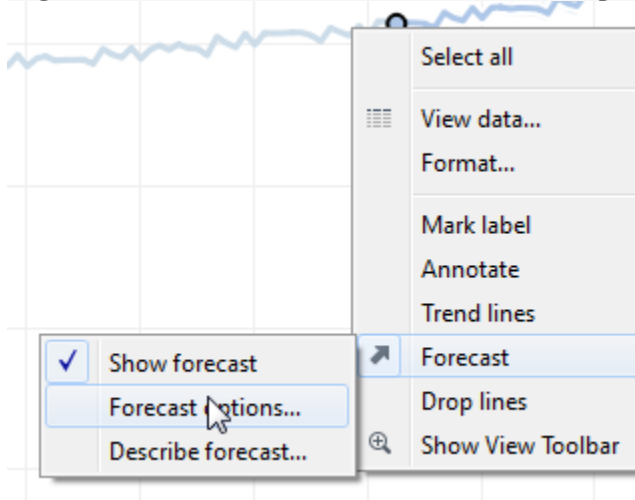 Select all
View data...
Format...
Mark label
Annotate
Trend lines
Forecast
Drop lines
Show View Toolbar
Show forecast
Forecast options...
Describe forecast...